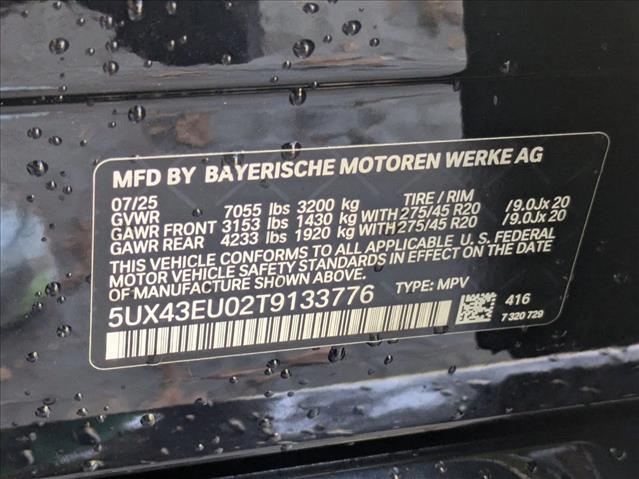 MFD BY BAYERISCHE MOTOREN WERKE AG
07/25 TIRE / RIM
GVWR 7055 lbs 3200 kg
GAWR FRONT 3153 lbs 1430 kg WITH 275/45 R20 /9.0Jx20
GAWR REAR 4233 lbs 1920 kg WITH 275/45 R20 /9.0Jx20
THIS VEHICLE CONFORMS TO ALL APPLICABLE U. S. FEDERAL
MOTOR VEHICLE SAFETY STANDARDS IN EFFECT ON THE DATE
OF MANUFACTURE SHOWN ABOVE.
5UX43EU02T9133776 TYPE: MPV
416
7 320 729